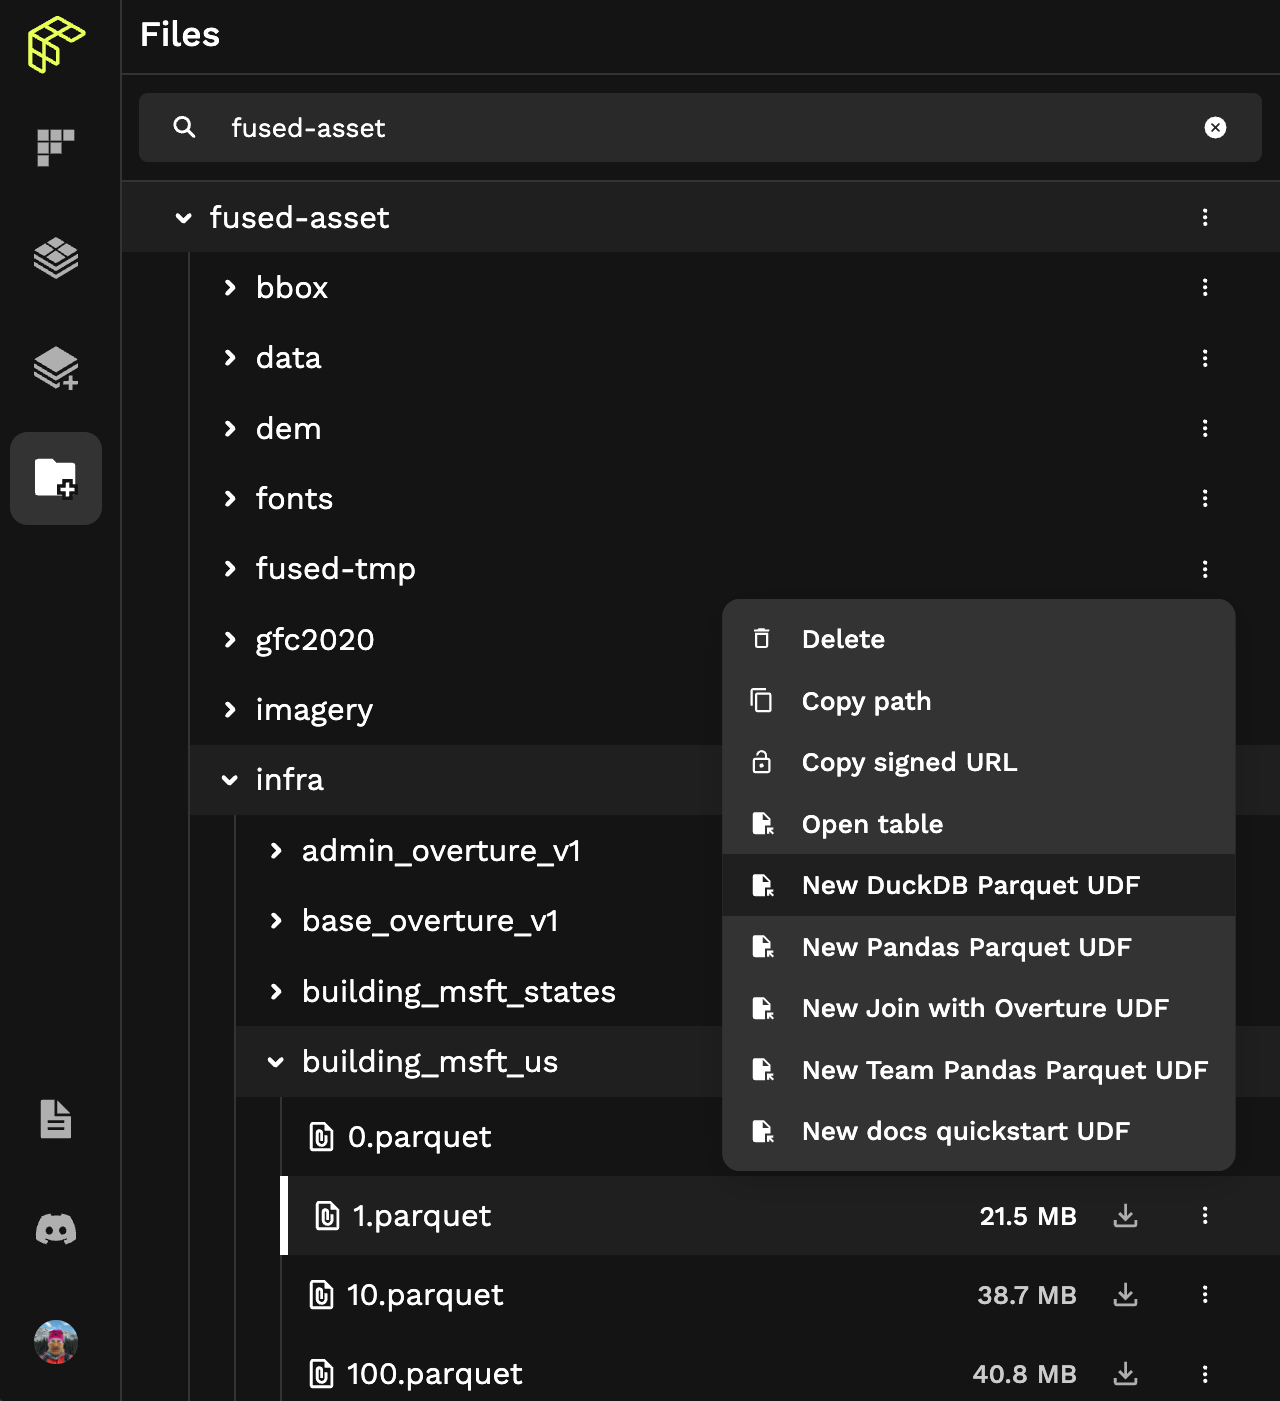 Files
fused-asset
fused-asset
bbox
data
dem
fonts
fused-tmp
gfc2020
imagery
infra
admin_overture_v1
base_overture_v1
building_msft_states
building_msft_us
0.parquet
1.parquet 21.5 MB
10.parquet 38.7 MB
100.parquet 40.8 MB
Delete
Copy path
Copy signed URL
Open table
New DuckDB Parquet UDF
New Pandas Parquet UDF
New Join with Overture UDF
New Team Pandas Parquet UDF
New docs quickstart UDF